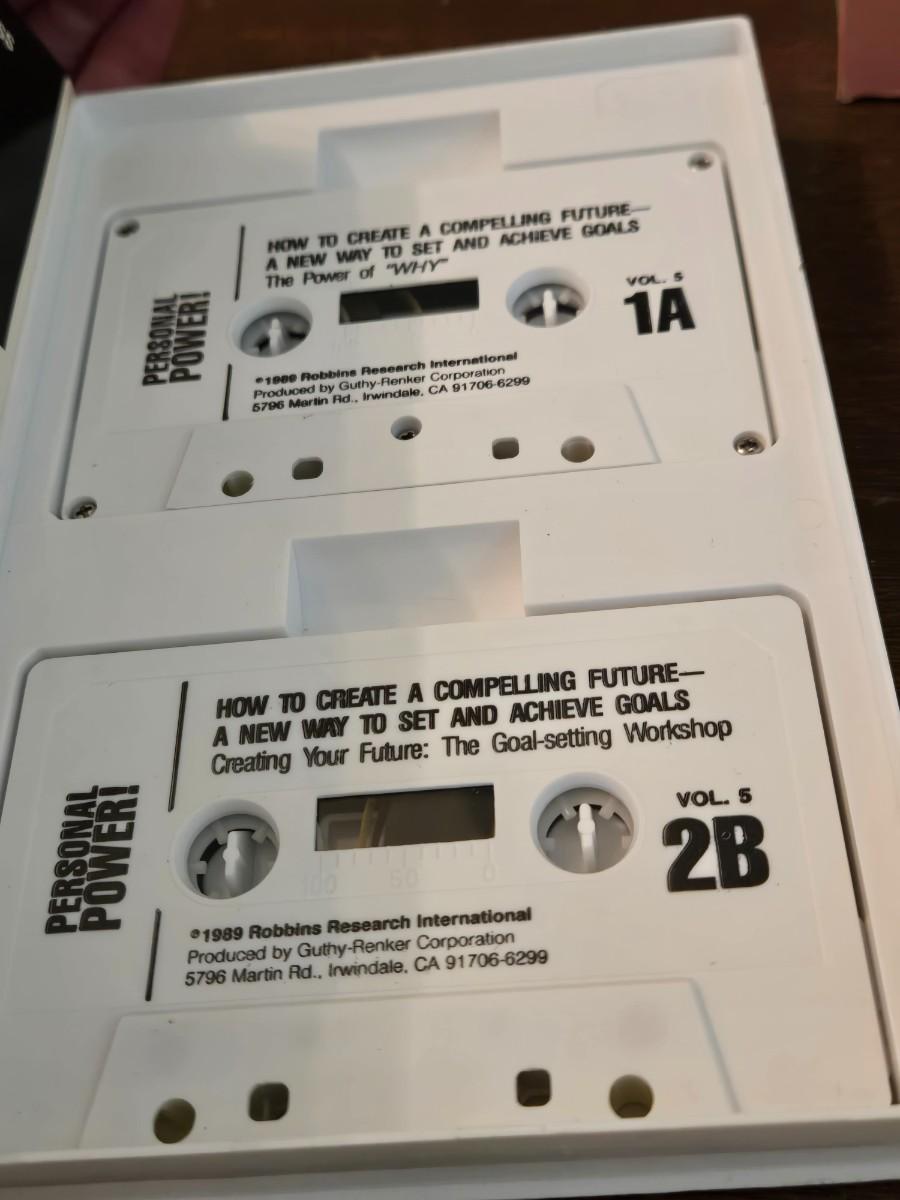 HOW TO CREATE A COMPELLING FUTURE—
A NEW WAY TO SET AND ACHIEVE GOALS
The Power of "WHY"
PERSONAL
POWER!
VOL. 5
1A
©1989 Robbins Research International
Produced by Guthy-Renker Corporation
5796 Martin Rd., Irwindale, CA 91706-6299
HOW TO CREATE A COMPELLING FUTURE—
A NEW WAY TO SET AND ACHIEVE GOALS
Creating Your Future: The Goal-setting Workshop
PERSONAL
POWER!
VOL. 5
2B
100 50 0
©1989 Robbins Research International
Produced by Guthy-Renker Corporation
5796 Martin Rd., Irwindale, CA 91706-6299